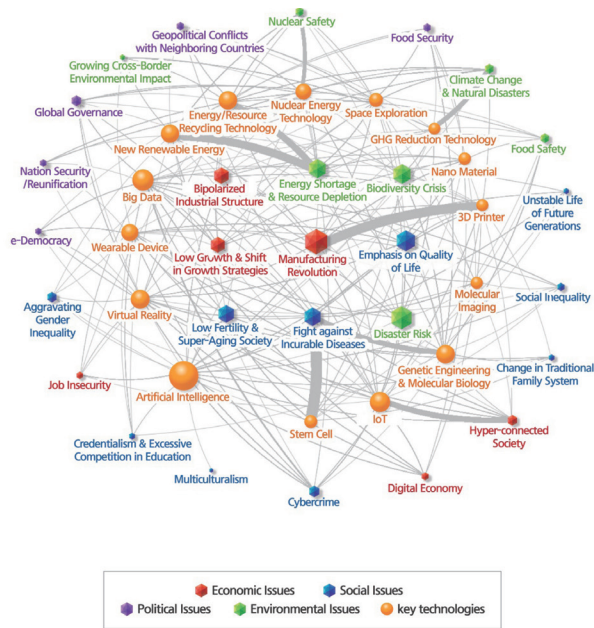 Nuclear Safety
Geopolitical Conflicts
with Neighboring Countries
Food Security
Growing Cross-Border
Environmental Impact
Climate Change
& Natural Disasters
Global Governance
Energy/Resource
Recycling Technology
Nuclear Energy
Technology
Space Exploration
GHG Reduction Technology
New Renewable Energy
Food Safety
Nano Material
Nation Security
/Reunification
Big Data
Bipolarized
Industrial Structure
Energy Shortage
& Resource Depletion
Biodiversity Crisis
Unstable Life
of Future
Generations
3D Printer
e-Democracy
Wearable Device
Low Growth & Shift
in Growth Strategies
Manufacturing
Revolution
Emphasis on Quality
of Life
Molecular
Imaging
Social Inequality
Aggravating
Gender
Inequality
Virtual Reality
Low Fertility &
Super-Aging Society
Fight against
Incurable Diseases
Disaster Risk
Genetic Engineering
& Molecular Biology
Change in Traditional
Family System
Job Insecurity
Artificial Intelligence
IoT
Stem Cell
Hyper-connected
Society
Credentialism & Excessive
Competition in Education
Multiculturalism
Cybercrime
Digital Economy
Economic Issues
Social Issues
Political Issues
Environmental Issues
key technologies